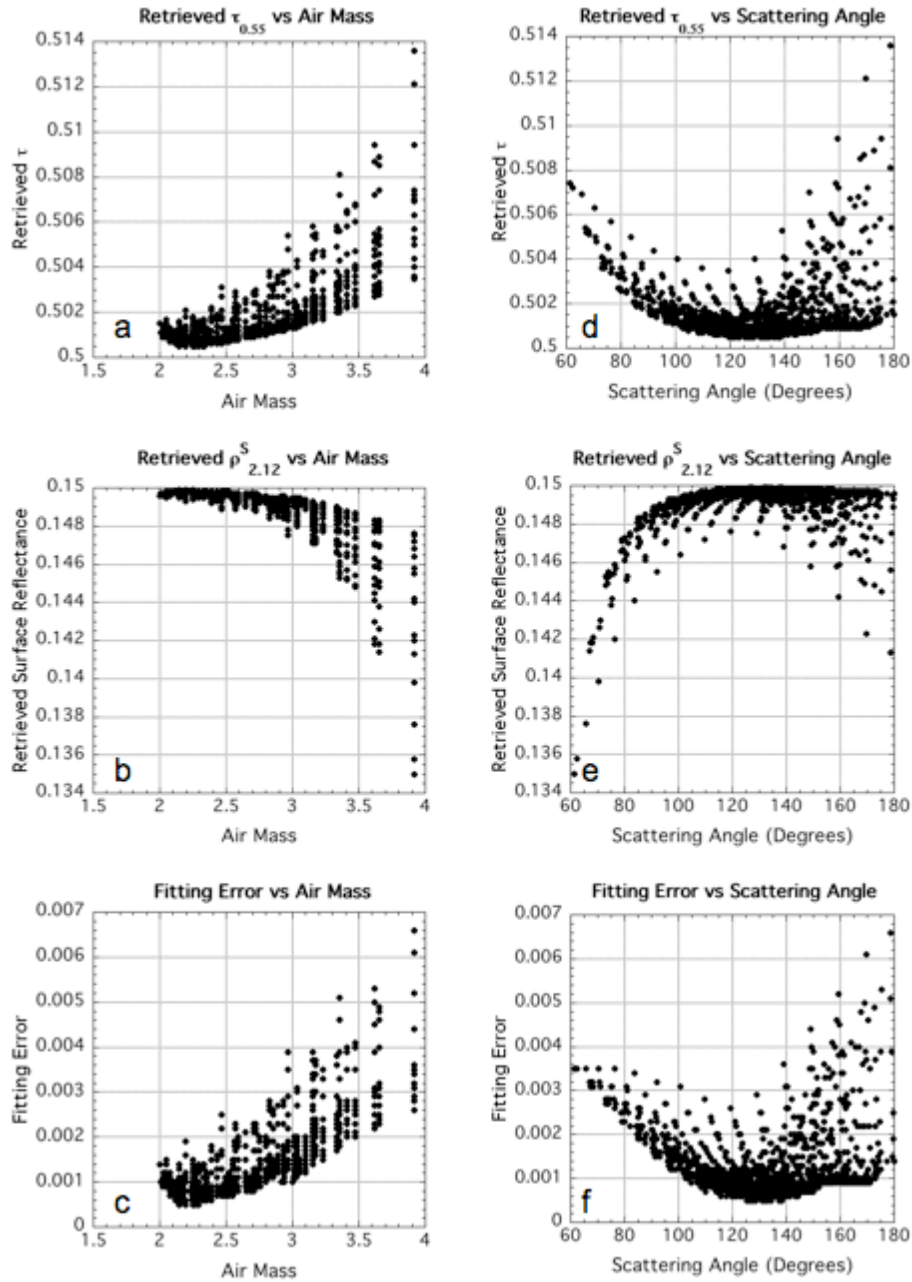 Retrieved τ0.55 vs Air Mass
0.514
0.512
0.51
0.508
0.506
0.504
0.502
0.5
Retrieved τ
a
1.5 2 2.5 3 3.5 4
Air Mass
Retrieved τ0.55 vs Scattering Angle
0.514
0.512
0.51
0.508
0.506
0.504
0.502
0.5
Retrieved τ
d
60 80 100 120 140 160 180
Scattering Angle (Degrees)
Retrieved ρS2.12 vs Air Mass
0.15
0.148
0.146
0.144
0.142
0.14
0.138
0.136
0.134
Retrieved Surface Reflectance
b
1.5 2 2.5 3 3.5 4
Air Mass
Retrieved ρS2.12 vs Scattering Angle
0.15
0.148
0.146
0.144
0.142
0.14
0.138
0.136
0.134
Retrieved Surface Reflectance
e
60 80 100 120 140 160 180
Scattering Angle (Degrees)
Fitting Error vs Air Mass
0.007
0.006
0.005
0.004
0.003
0.002
0.001
0
Fitting Error
c
1.5 2 2.5 3 3.5 4
Air Mass
Fitting Error vs Scattering Angle
0.007
0.006
0.005
0.004
0.003
0.002
0.001
0
Fitting Error
f
60 80 100 120 140 160 180
Scattering Angle (Degrees)